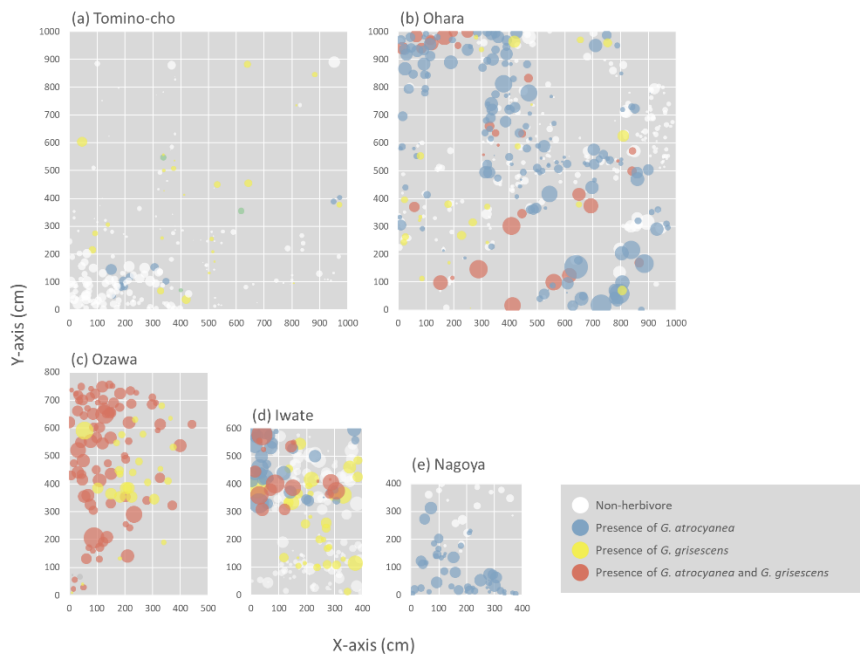 (a) Tomino-cho
(b) Ohara
1000
900
800
700
600
500
400
300
200
100
0
0 100 200 300 400 500 600 700 800 900 1000
1000
900
800
700
600
500
400
300
200
100
0
0 100 200 300 400 500 600 700 800 900 1000
Y-axis (cm)
(c) Ozawa
800
700
600
500
400
300
200
100
0
0 100 200 300 400 500
(d) Iwate
600
500
400
300
200
100
0
0 100 200 300 400
(e) Nagoya
400
300
200
100
0
0 100 200 300 400
Non-herbivore
Presence of G. atrocyanea
Presence of G. grisescens
Presence of G. atrocyanea and G. grisescens
X-axis (cm)